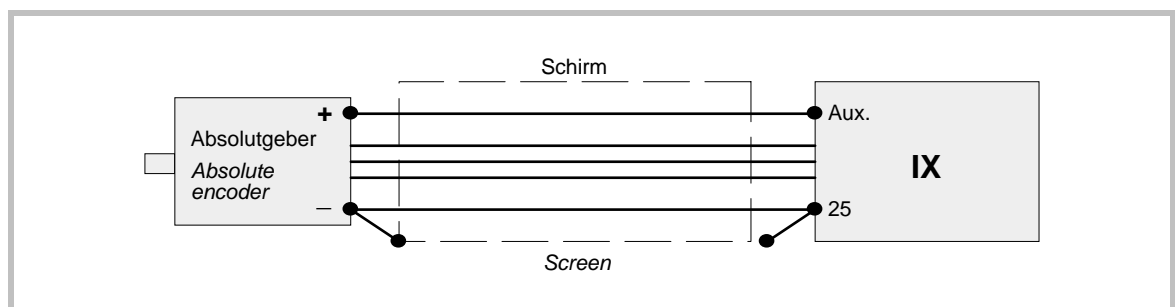 Schirm
+
Aux.
Absolutgeber
Absolute
encoder
IX
–
25
Screen